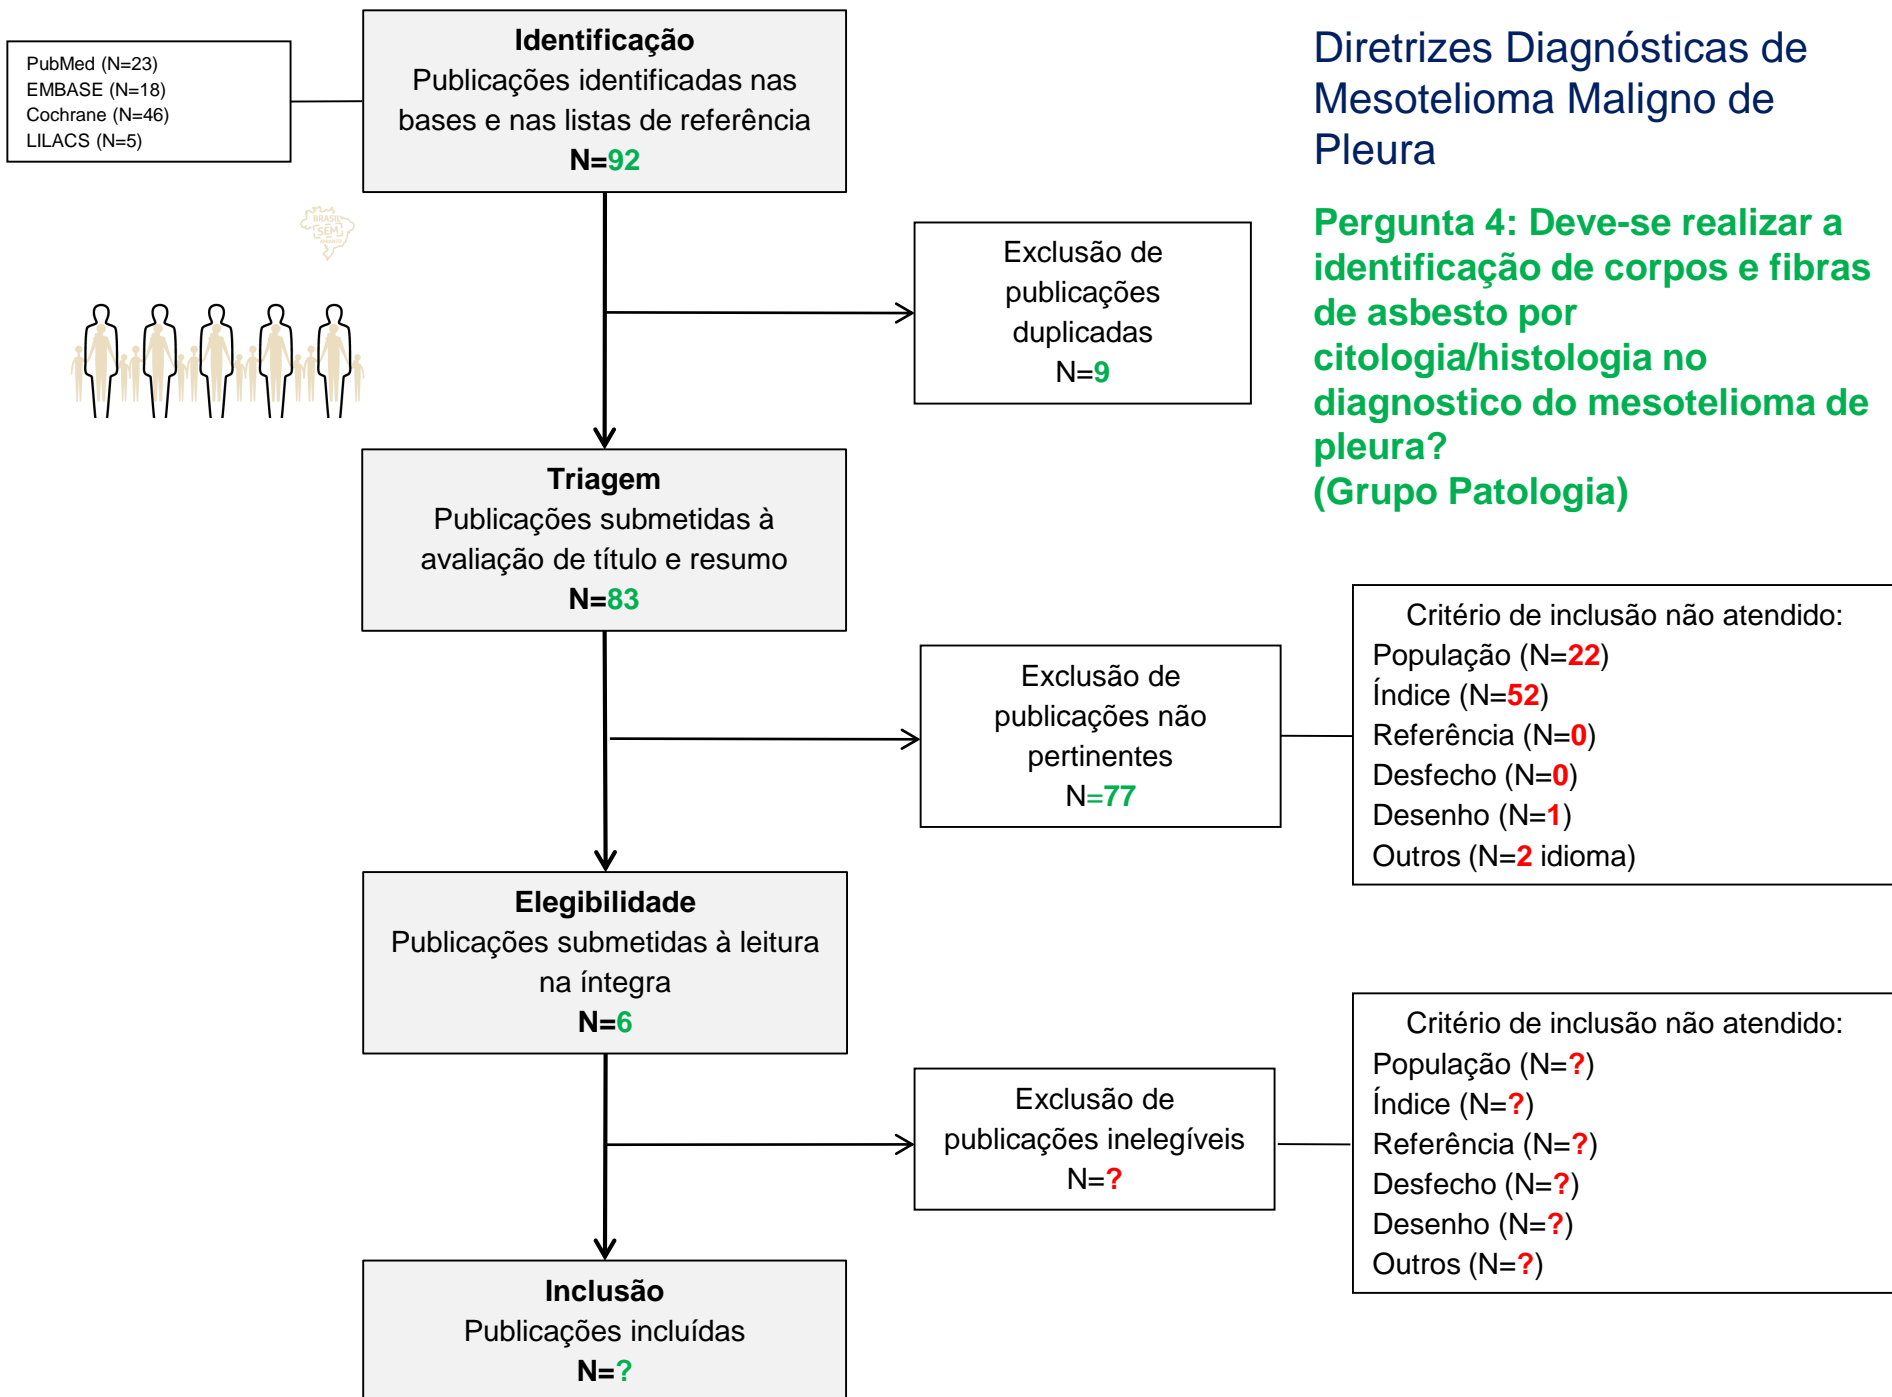 PubMed (N=23)
EMBASE (N=18)
Cochrane (N=46)
LILACS (N=5)
Identificação
Publicações identificadas nas
bases e nas listas de referência
N=92
Diretrizes Diagnósticas de
Mesotelioma Maligno de
Pleura
Pergunta 4: Deve-se realizar a
identificação de corpos e fibras
de asbesto por
citologia/histologia no
diagnostico do mesotelioma de
pleura?
(Grupo Patologia)
BRASIL
SEM
Exclusão de
publicações
duplicadas
N=9
Triagem
Publicações submetidas à
avaliação de título e resumo
N=83
Exclusão de
publicações não
pertinentes
N=77
Critério de inclusão não atendido:
População (N=22)
Índice (N=52)
Referência (N=0)
Desfecho (N=0)
Desenho (N=1)
Outros (N=2 idioma)
Elegibilidade
Publicações submetidas à leitura
na íntegra
N=6
Exclusão de
publicações inelegíveis
N=?
Critério de inclusão não atendido:
População (N=?)
Índice (N=?)
Referência (N=?)
Desfecho (N=?)
Desenho (N=?)
Outros (N=?)
Inclusão
Publicações incluídas
N=?